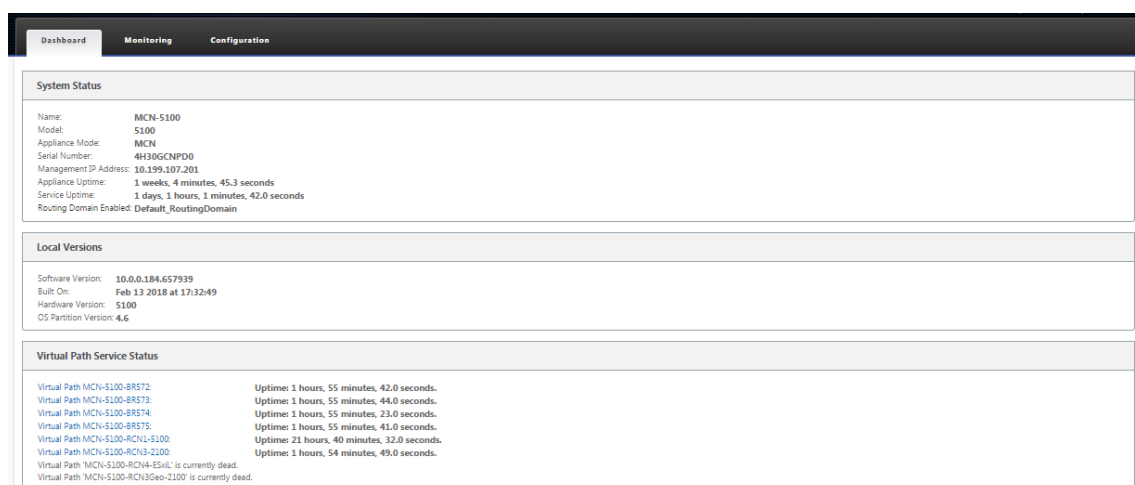 Dashboard Monitoring Configuration
System Status
Name: MCN-5100
Model: 5100
Appliance Mode: MCN
Serial Number: 4H30GCNPD0
Management IP Address: 10.199.107.201
Appliance Uptime: 1 weeks, 4 minutes, 45.3 seconds
Service Uptime: 1 days, 1 hours, 1 minutes, 42.0 seconds
Routing Domain Enabled: Default_RoutingDomain
Local Versions
Software Version: 10.0.0.184.657939
Built On: Feb 13 2018 at 17:32:49
Hardware Version: 5100
OS Partition Version: 4.6
Virtual Path Service Status
Virtual Path MCN-5100-BR572: Uptime: 1 hours, 55 minutes, 42.0 seconds.
Virtual Path MCN-5100-BR573: Uptime: 1 hours, 55 minutes, 44.0 seconds.
Virtual Path MCN-5100-BR574: Uptime: 1 hours, 55 minutes, 23.0 seconds.
Virtual Path MCN-5100-BR575: Uptime: 1 hours, 55 minutes, 41.0 seconds.
Virtual Path MCN-5100-RCN1-5100: Uptime: 21 hours, 40 minutes, 32.0 seconds.
Virtual Path MCN-5100-RCN3-2100: Uptime: 1 hours, 54 minutes, 49.0 seconds.
Virtual Path 'MCN-5100-RCN4-ESxiL' is currently dead.
Virtual Path 'MCN-5100-RCN3Geo-2100' is currently dead.